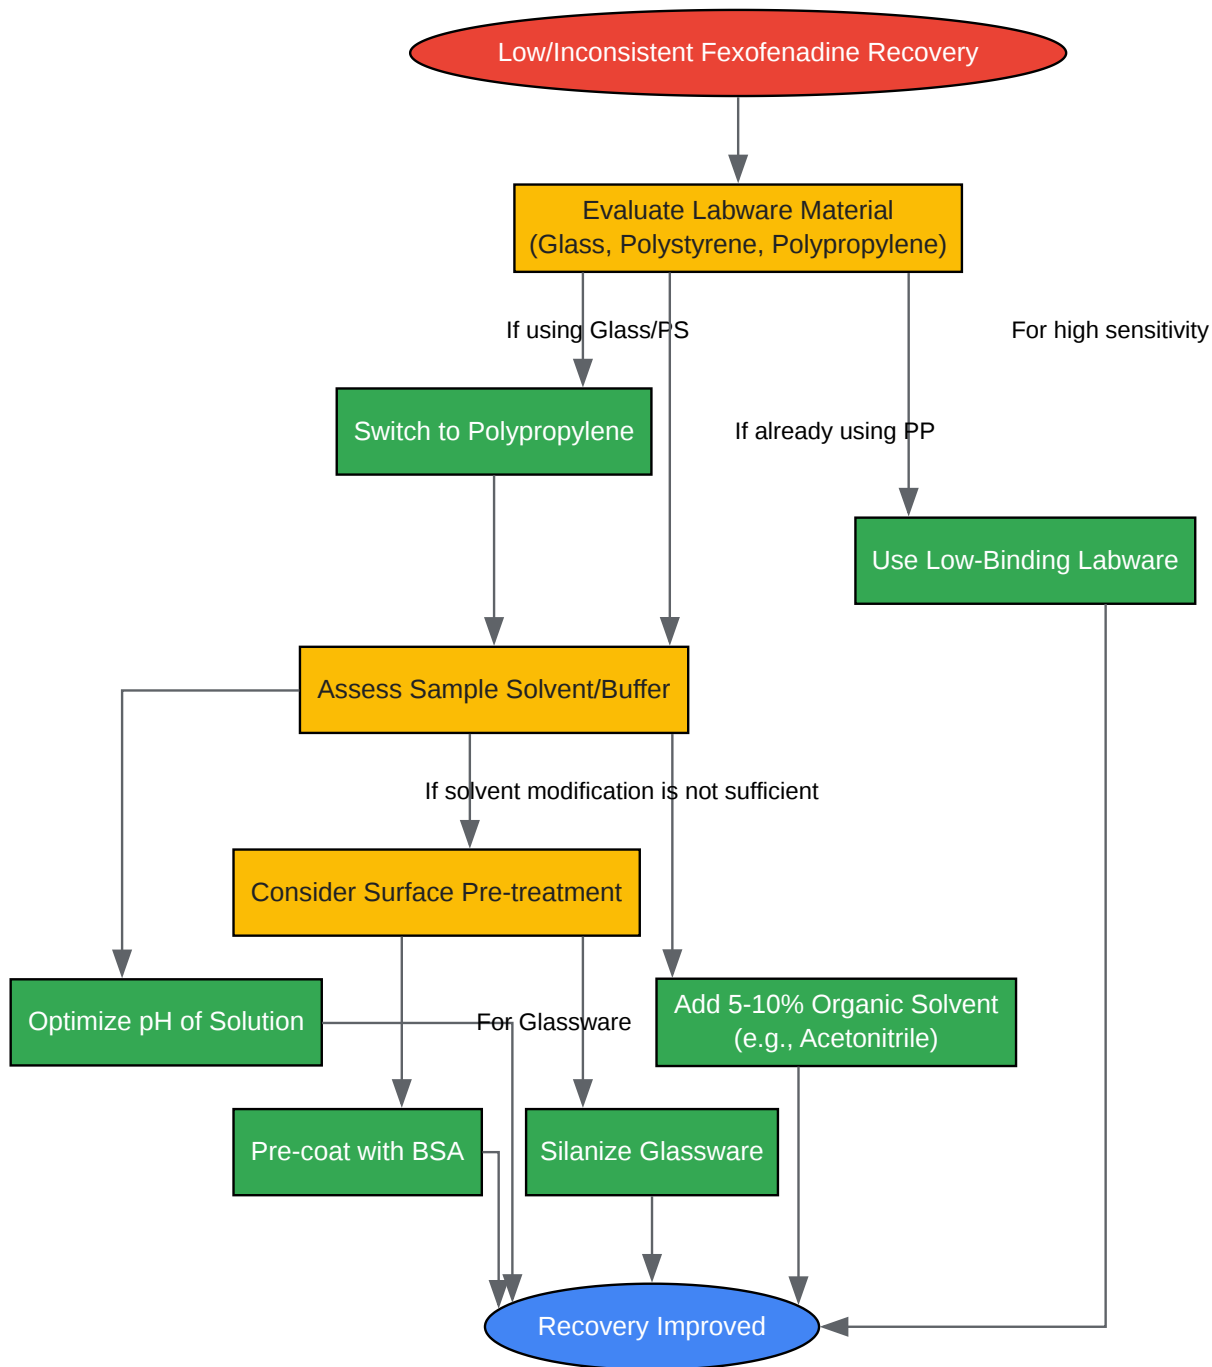 Low/Inconsistent Fexofenadine Recovery
Evaluate Labware Material
(Glass, Polystyrene, Polypropylene)
If using Glass/PS
For high sensitivity
Switch to Polypropylene
If already using PP
Use Low-Binding Labware
Assess Sample Solvent/Buffer
If solvent modification is not sufficient
Consider Surface Pre-treatment
Optimize pH of Solution
For Glassware
Add 5-10% Organic Solvent
(e.g., Acetonitrile)
Pre-coat with BSA
Silanize Glassware
Recovery Improved